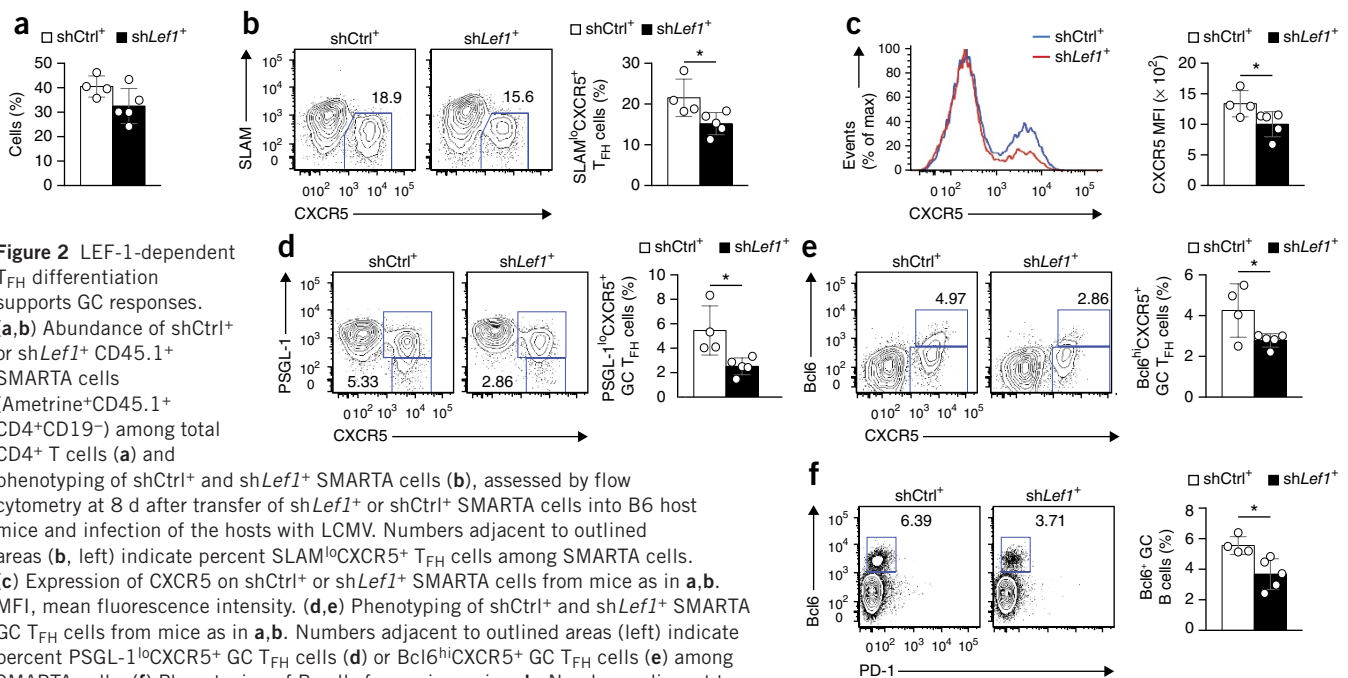 a
shCtrl⁺ shLef1⁺
Cells (%)
50
40
30
20
10
0
b
shCtrl⁺ shLef1⁺
SLAM
10⁵
10⁴
10³
10²
0
18.9
15.6
0 10² 10³ 10⁴ 10⁵
CXCR5
shCtrl⁺ shLef1⁺
SLAMˡᵒCXCR5⁺
T_FH cells (%)
30
20
10
0
*
c
Events
(% of max)
100
80
60
40
20
0
shCtrl⁺
shLef1⁺
0 10² 10³ 10⁴ 10⁵
CXCR5
shCtrl⁺ shLef1⁺
CXCR5 MFI (× 10²)
20
15
10
5
0
*
Figure 2 LEF-1-dependent
T_FH differentiation
supports GC responses.
(a,b) Abundance of shCtrl⁺
or shLef1⁺ CD45.1⁺
SMARTA cells
(Ametrine⁺CD45.1⁺
CD4⁺CD19⁻) among total
CD4⁺ T cells (a) and
phenotyping of shCtrl⁺ and shLef1⁺ SMARTA cells (b), assessed by flow
cytometry at 8 d after transfer of shLef1⁺ or shCtrl⁺ SMARTA cells into B6 host
mice and infection of the hosts with LCMV. Numbers adjacent to outlined
areas (b, left) indicate percent SLAMˡᵒCXCR5⁺ T_FH cells among SMARTA cells.
(c) Expression of CXCR5 on shCtrl⁺ or shLef1⁺ SMARTA cells from mice as in a,b.
MFI, mean fluorescence intensity. (d,e) Phenotyping of shCtrl⁺ and shLef1⁺ SMARTA
GC T_FH cells from mice as in a,b. Numbers adjacent to outlined areas (left) indicate
percent PSGL-1ˡᵒCXCR5⁺ GC T_FH cells (d) or Bcl6ʰⁱCXCR5⁺ GC T_FH cells (e) among
d
shCtrl⁺ shLef1⁺
PSGL-1
10⁵
10⁴
10³
10²
0
5.33
2.86
0 10² 10³ 10⁴ 10⁵
CXCR5
shCtrl⁺ shLef1⁺
PSGL-1ˡᵒCXCR5⁺
GC T_FH cells (%)
10
8
6
4
2
0
*
e
shCtrl⁺ shLef1⁺
Bcl6
10⁵
10⁴
10³
10²
0
4.97
2.86
0 10² 10³ 10⁴ 10⁵
CXCR5
shCtrl⁺ shLef1⁺
Bcl6ʰⁱCXCR5⁺
GC T_FH cells (%)
6
4
2
0
*
f
shCtrl⁺ shLef1⁺
Bcl6
10⁵
10⁴
10³
10²
0
6.39
3.71
0 10² 10³ 10⁴ 10⁵
PD-1
shCtrl⁺ shLef1⁺
Bcl6⁺ GC
B cells (%)
8
6
4
2
0
*